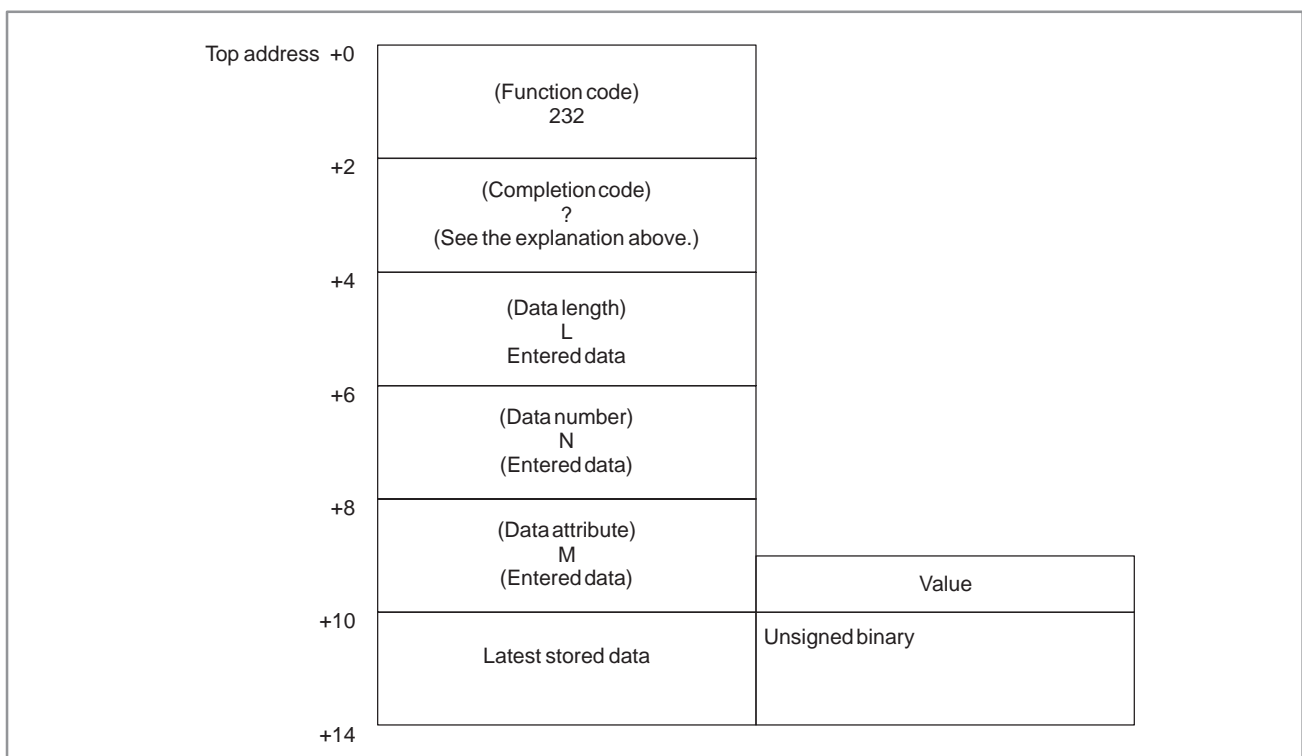 Top address +0
(Function code)
232
+2
(Completion code)
?
(See the explanation above.)
+4
(Data length)
L
Entered data
+6
(Data number)
N
(Entered data)
+8
(Data attribute)
M
(Entered data)
Value
+10
Latest stored data
Unsigned binary
+14